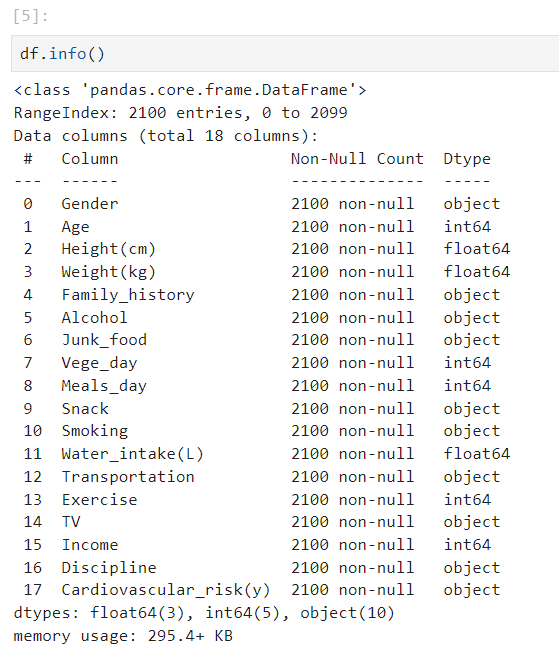 [5]:
df.info()
<class 'pandas.core.frame.DataFrame'>
RangeIndex: 2100 entries, 0 to 2099
Data columns (total 18 columns):
 #   Column                 Non-Null Count  Dtype
---  ------                 --------------  -----
 0   Gender                 2100 non-null   object
 1   Age                    2100 non-null   int64
 2   Height(cm)             2100 non-null   float64
 3   Weight(kg)             2100 non-null   float64
 4   Family_history         2100 non-null   object
 5   Alcohol                2100 non-null   object
 6   Junk_food              2100 non-null   object
 7   Vege_day               2100 non-null   int64
 8   Meals_day              2100 non-null   int64
 9   Snack                  2100 non-null   object
 10  Smoking                2100 non-null   object
 11  Water_intake(L)        2100 non-null   float64
 12  Transportation         2100 non-null   object
 13  Exercise               2100 non-null   int64
 14  TV                     2100 non-null   object
 15  Income                 2100 non-null   int64
 16  Discipline             2100 non-null   object
 17  Cardiovascular_risk(y)  2100 non-null   object
dtypes: float64(3), int64(5), object(10)
memory usage: 295.4+ KB